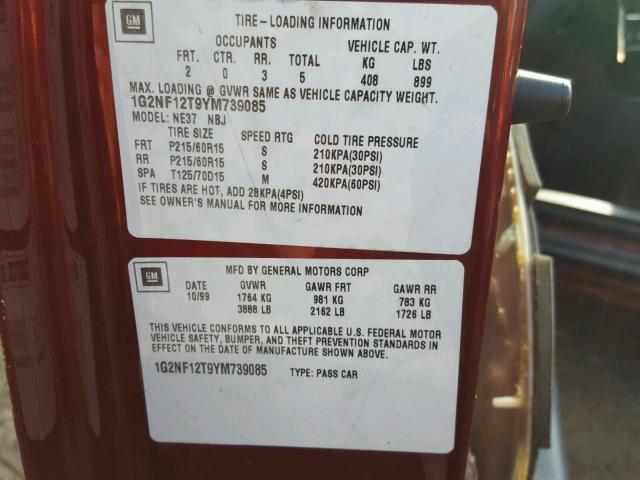 GM
TIRE-LOADING INFORMATION
OCCUPANTS VEHICLE CAP. WT.
FRT. CTR. RR. TOTAL KG LBS
2 0 3 5 408 899
MAX. LOADING @ GVWR SAME AS VEHICLE CAPACITY WEIGHT.
1G2NF12T9YM739085
MODEL: NE37 NBJ
TIRE SIZE SPEED RTG COLD TIRE PRESSURE
FRT P215/60R15 S 210KPA(30PSI)
RR P215/60R15 S 210KPA(30PSI)
SPA T125/70D15 M 420KPA(60PSI)
IF TIRES ARE HOT, ADD 28KPA(4PSI)
SEE OWNER'S MANUAL FOR MORE INFORMATION
GM
MFD BY GENERAL MOTORS CORP
DATE GVWR GAWR FRT GAWR RR
10/99 1764 KG 981 KG 783 KG
3888 LB 2162 LB 1726 LB
THIS VEHICLE CONFORMS TO ALL APPLICABLE U.S. FEDERAL MOTOR
VEHICLE SAFETY, BUMPER, AND THEFT PREVENTION STANDARDS IN
EFFECT ON THE DATE OF MANUFACTURE SHOWN ABOVE.
1G2NF12T9YM739085 TYPE: PASS CAR